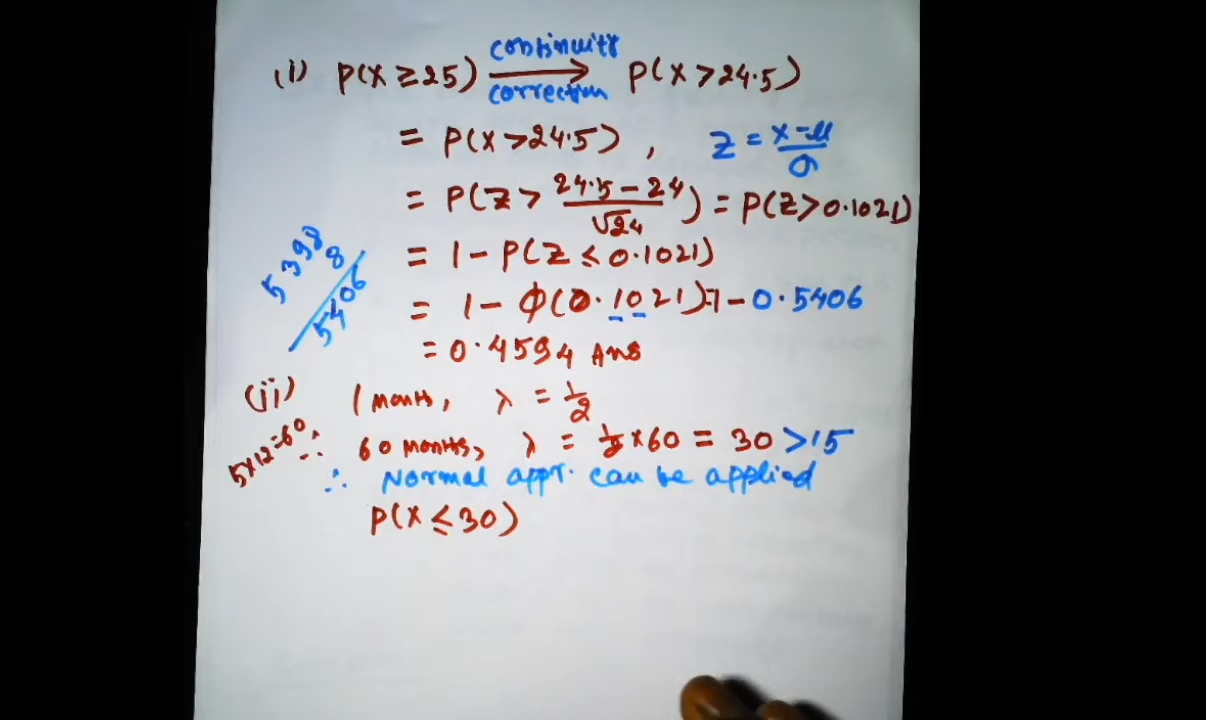 (i) P(X ≥ 25) continuity correction → P(X > 24.5)
= P(X > 24.5) , Z = (x-μ)/σ
= P(Z > (24.5-24)/√24) = P(Z > 0.1021)
= 1 - P(Z ≤ 0.1021)
= 1 - Φ(0.1021) = 1 - 0.5406
= 0.4594 Ans
5398
8
5406
(ii) 1 month, λ = 1/2
5×12=60 ∴ 60 months, λ = 1/2 × 60 = 30 > 15
∴ Normal appr. can be applied
P(X ≤ 30)